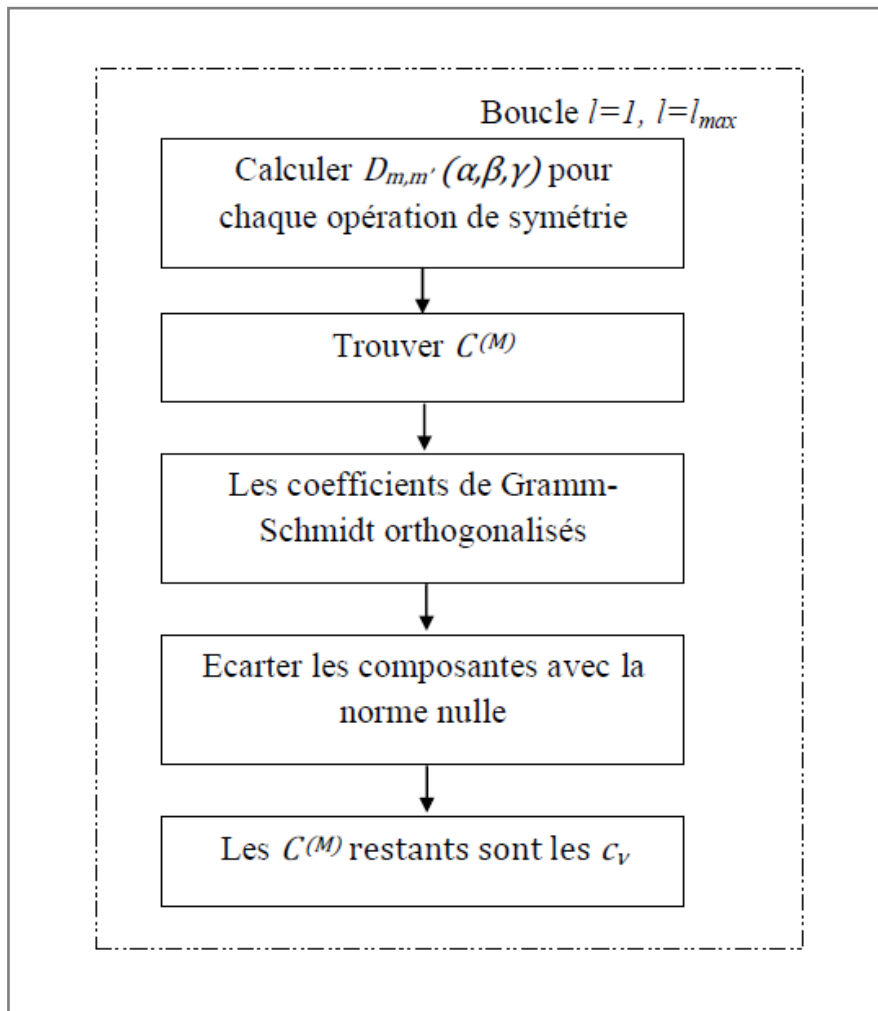 Boucle l=1, l=lmax
Calculer Dm,m' (α,β,γ) pour
chaque opération de symétrie
Trouver C(M)
Les coefficients de Gramm-
Schmidt orthogonalisés
Ecarter les composantes avec la
norme nulle
Les C(M) restants sont les cν